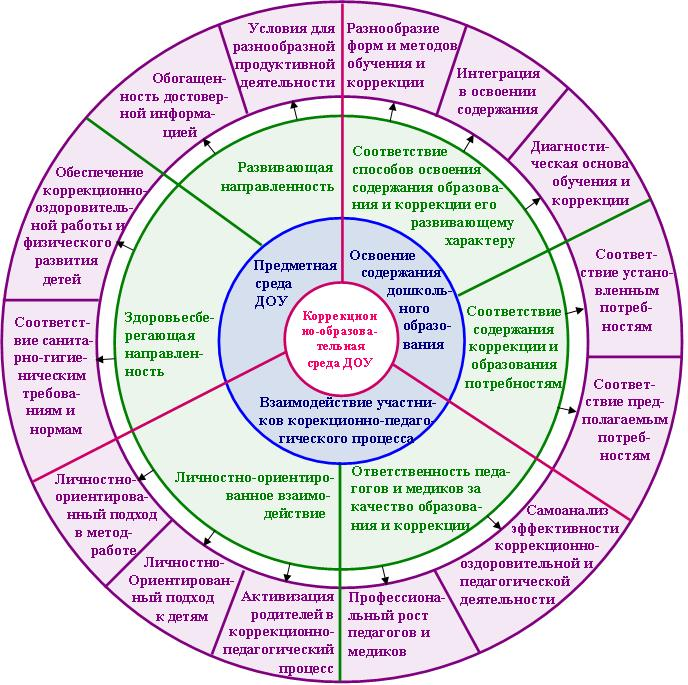 Условия для
разнообразной
продуктивной
деятельности
Разнообразие
форм и методов
обучения и
коррекции
Интеграция
в освоении
содержания
Диагности-
ческая основа
обучения и
коррекции
Соответ-
ствие установ-
ленным
потреб-
ностям
Соответ-
ствие пред-
полагаемым
потреб-
ностям
Самоанализ
эффективности
коррекционно-
оздоровительной и
педагогической
деятельности
Профессиона-
льный рост
педагогов и
медиков
Активизация
родителей в
коррекционно-
педагогический
процесс
Личностно-
Ориентирован-
ный подход
к детям
Личностно-
ориентирова-
нный подход
в метод-
работе
Соответст-
вие санита-
рно-гигие-
ническим
требова-
ниям и
нормам
Обеспечение
коррекционно-
оздоровитель-
ной работы и
физического
развития
детей
Обогащен-
ность достовер-
ной информа-
цией
Развивающая
направленность
Соответствие
способов освоения
содержания образова-
ния и коррекции его
развивающему
характеру
Соответствие
содержания
коррекции и
образования
потребностям
Ответственность педа-
гогов и медиков за
качество образова-
ния и коррекции
Личностно-ориентиро-
ванное взаимо-
действие
Здоровьесбе-
регающая
направлен-
ность
Предметная
среда
ДОУ
Освоение
содержания
дошколь-
ного
образо-
вания
Взаимодействие участни-
ков корекционно-педаго-
гического процесса
Коррекцион
но-образова-
тельная
среда ДОУ